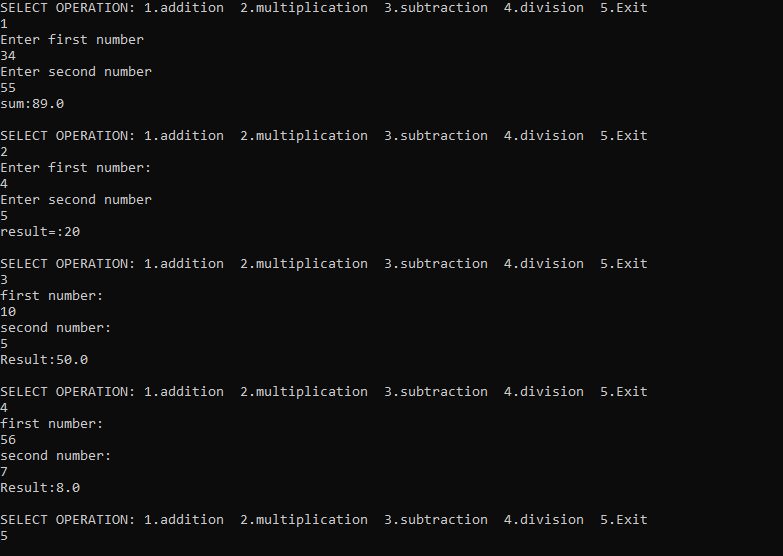 SELECT OPERATION: 1.addition  2.multiplication  3.subtraction  4.division  5.Exit
1
Enter first number
34
Enter second number
55
sum:89.0

SELECT OPERATION: 1.addition  2.multiplication  3.subtraction  4.division  5.Exit
2
Enter first number:
4
Enter second number
5
result=:20

SELECT OPERATION: 1.addition  2.multiplication  3.subtraction  4.division  5.Exit
3
first number:
10
second number:
5
Result:50.0

SELECT OPERATION: 1.addition  2.multiplication  3.subtraction  4.division  5.Exit
4
first number:
56
second number:
7
Result:8.0

SELECT OPERATION: 1.addition  2.multiplication  3.subtraction  4.division  5.Exit
5